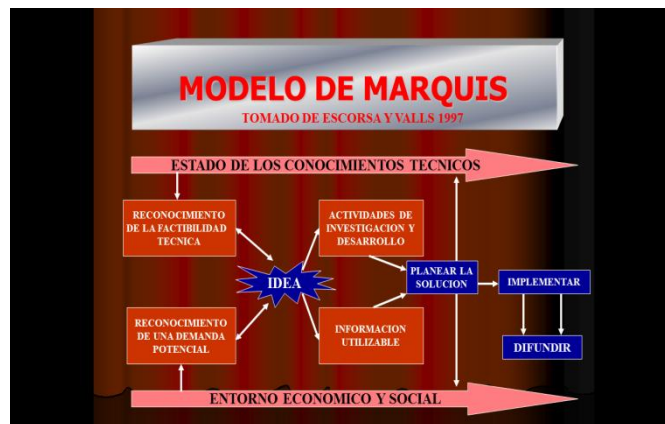 MODELO DE MARQUIS
TOMADO DE ESCORSA Y VALLS 1997
ESTADO DE LOS CONOCIMIENTOS TECNICOS
RECONOCIMIENTO
DE LA FACTIBILIDAD
TECNICA
ACTIVIDADES DE
INVESTIGACION Y
DESARROLLO
IDEA
PLANEAR LA
SOLUCION
IMPLEMENTAR
RECONOCIMIENTO
DE UNA DEMANDA
POTENCIAL
INFORMACION
UTILIZABLE
DIFUNDIR
ENTORNO ECONOMICO Y SOCIAL